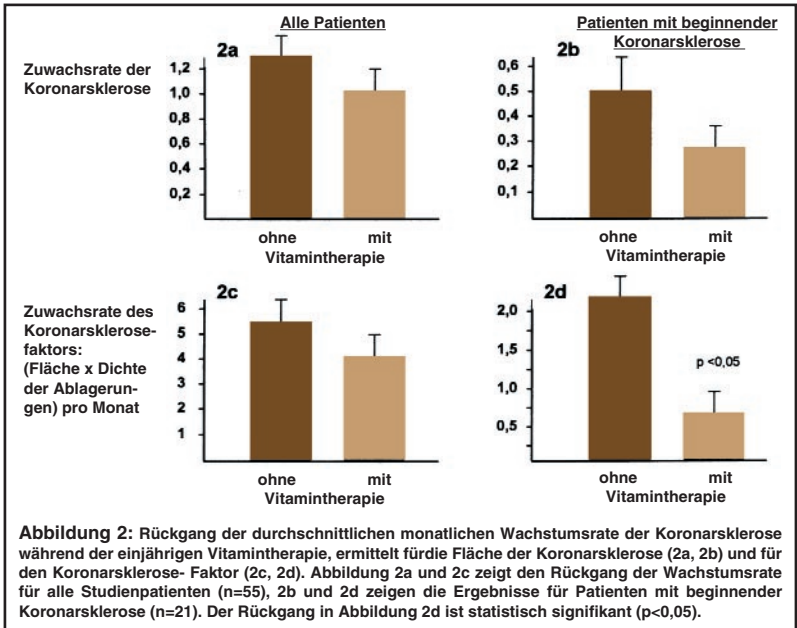 Alle Patienten
Patienten mit beginnender
Koronarsklerose
Zuwachsrate der
Koronarsklerose
2a
1,2
1,0
0,8
0,6
0,4
0,2
ohne mit
Vitamintherapie
2b
0,6
0,5
0,4
0,3
0,2
0,1
ohne mit
Vitamintherapie
Zuwachsrate des
Koronarsklerose-
faktors:
(Fläche x Dichte
der Ablagerun-
gen) pro Monat
2c
6
5
4
3
2
1
ohne mit
Vitamintherapie
2d
2,0
1,5
1,0
0,5
p <0,05
ohne mit
Vitamintherapie
Abbildung 2: Rückgang der durchschnittlichen monatlichen Wachstumsrate der Koronarsklerose
während der einjährigen Vitamintherapie, ermittelt fürdie Fläche der Koronarsklerose (2a, 2b) und für
den Koronarsklerose- Faktor (2c, 2d). Abbildung 2a und 2c zeigt den Rückgang der Wachstumsrate
für alle Studienpatienten (n=55), 2b und 2d zeigen die Ergebnisse für Patienten mit beginnender
Koronarsklerose (n=21). Der Rückgang in Abbildung 2d ist statistisch signifikant (p<0,05).